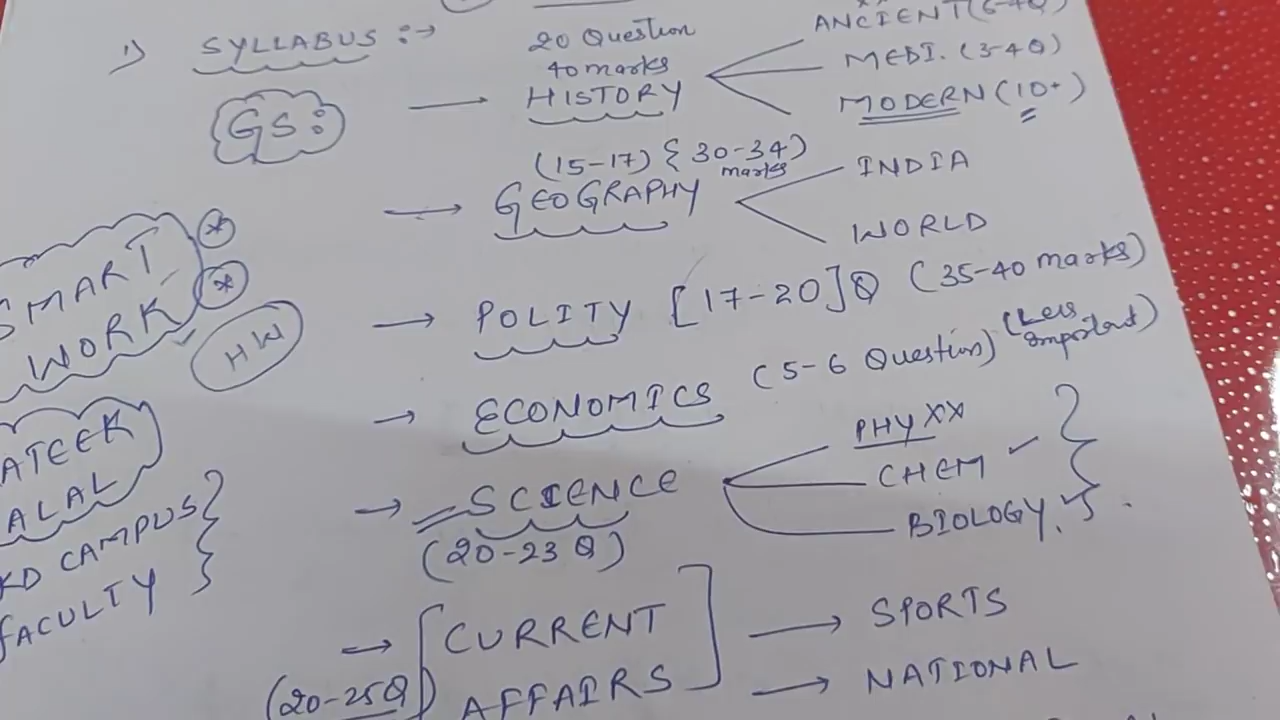 1) SYLLABUS :→ 20 Question
40 marks
GS: → HISTORY
ANCIENT
MEDI. (3-4Q)
MODERN (10+)
(15-17) { 30-34)
marks
→ GEOGRAPHY
INDIA
WORLD
→ POLITY [17-20]Q (35-40 marks)
→ ECONOMICS (5-6 Question) (Less
important)
→ SCIENCE
(20-23 Q)
PHY XX
CHEM ✓
BIOLOGY. ✓
→ [CURRENT
AFFAIRS]
(20-25Q)
→ SPORTS
→ NATIONAL
SMART *
WORK *
HW
ATEEK
ALAL
KD CAMPUS
FACULTY